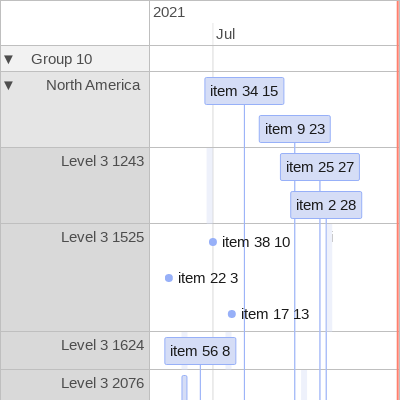 2021
Jul
▼ Group 10
▼ North America
item 34 15
item 9 23
Level 3 1243
item 25 27
item 2 28
Level 3 1525
item 38 10
item 22 3
item 17 13
Level 3 1624
item 56 8
Level 3 2076